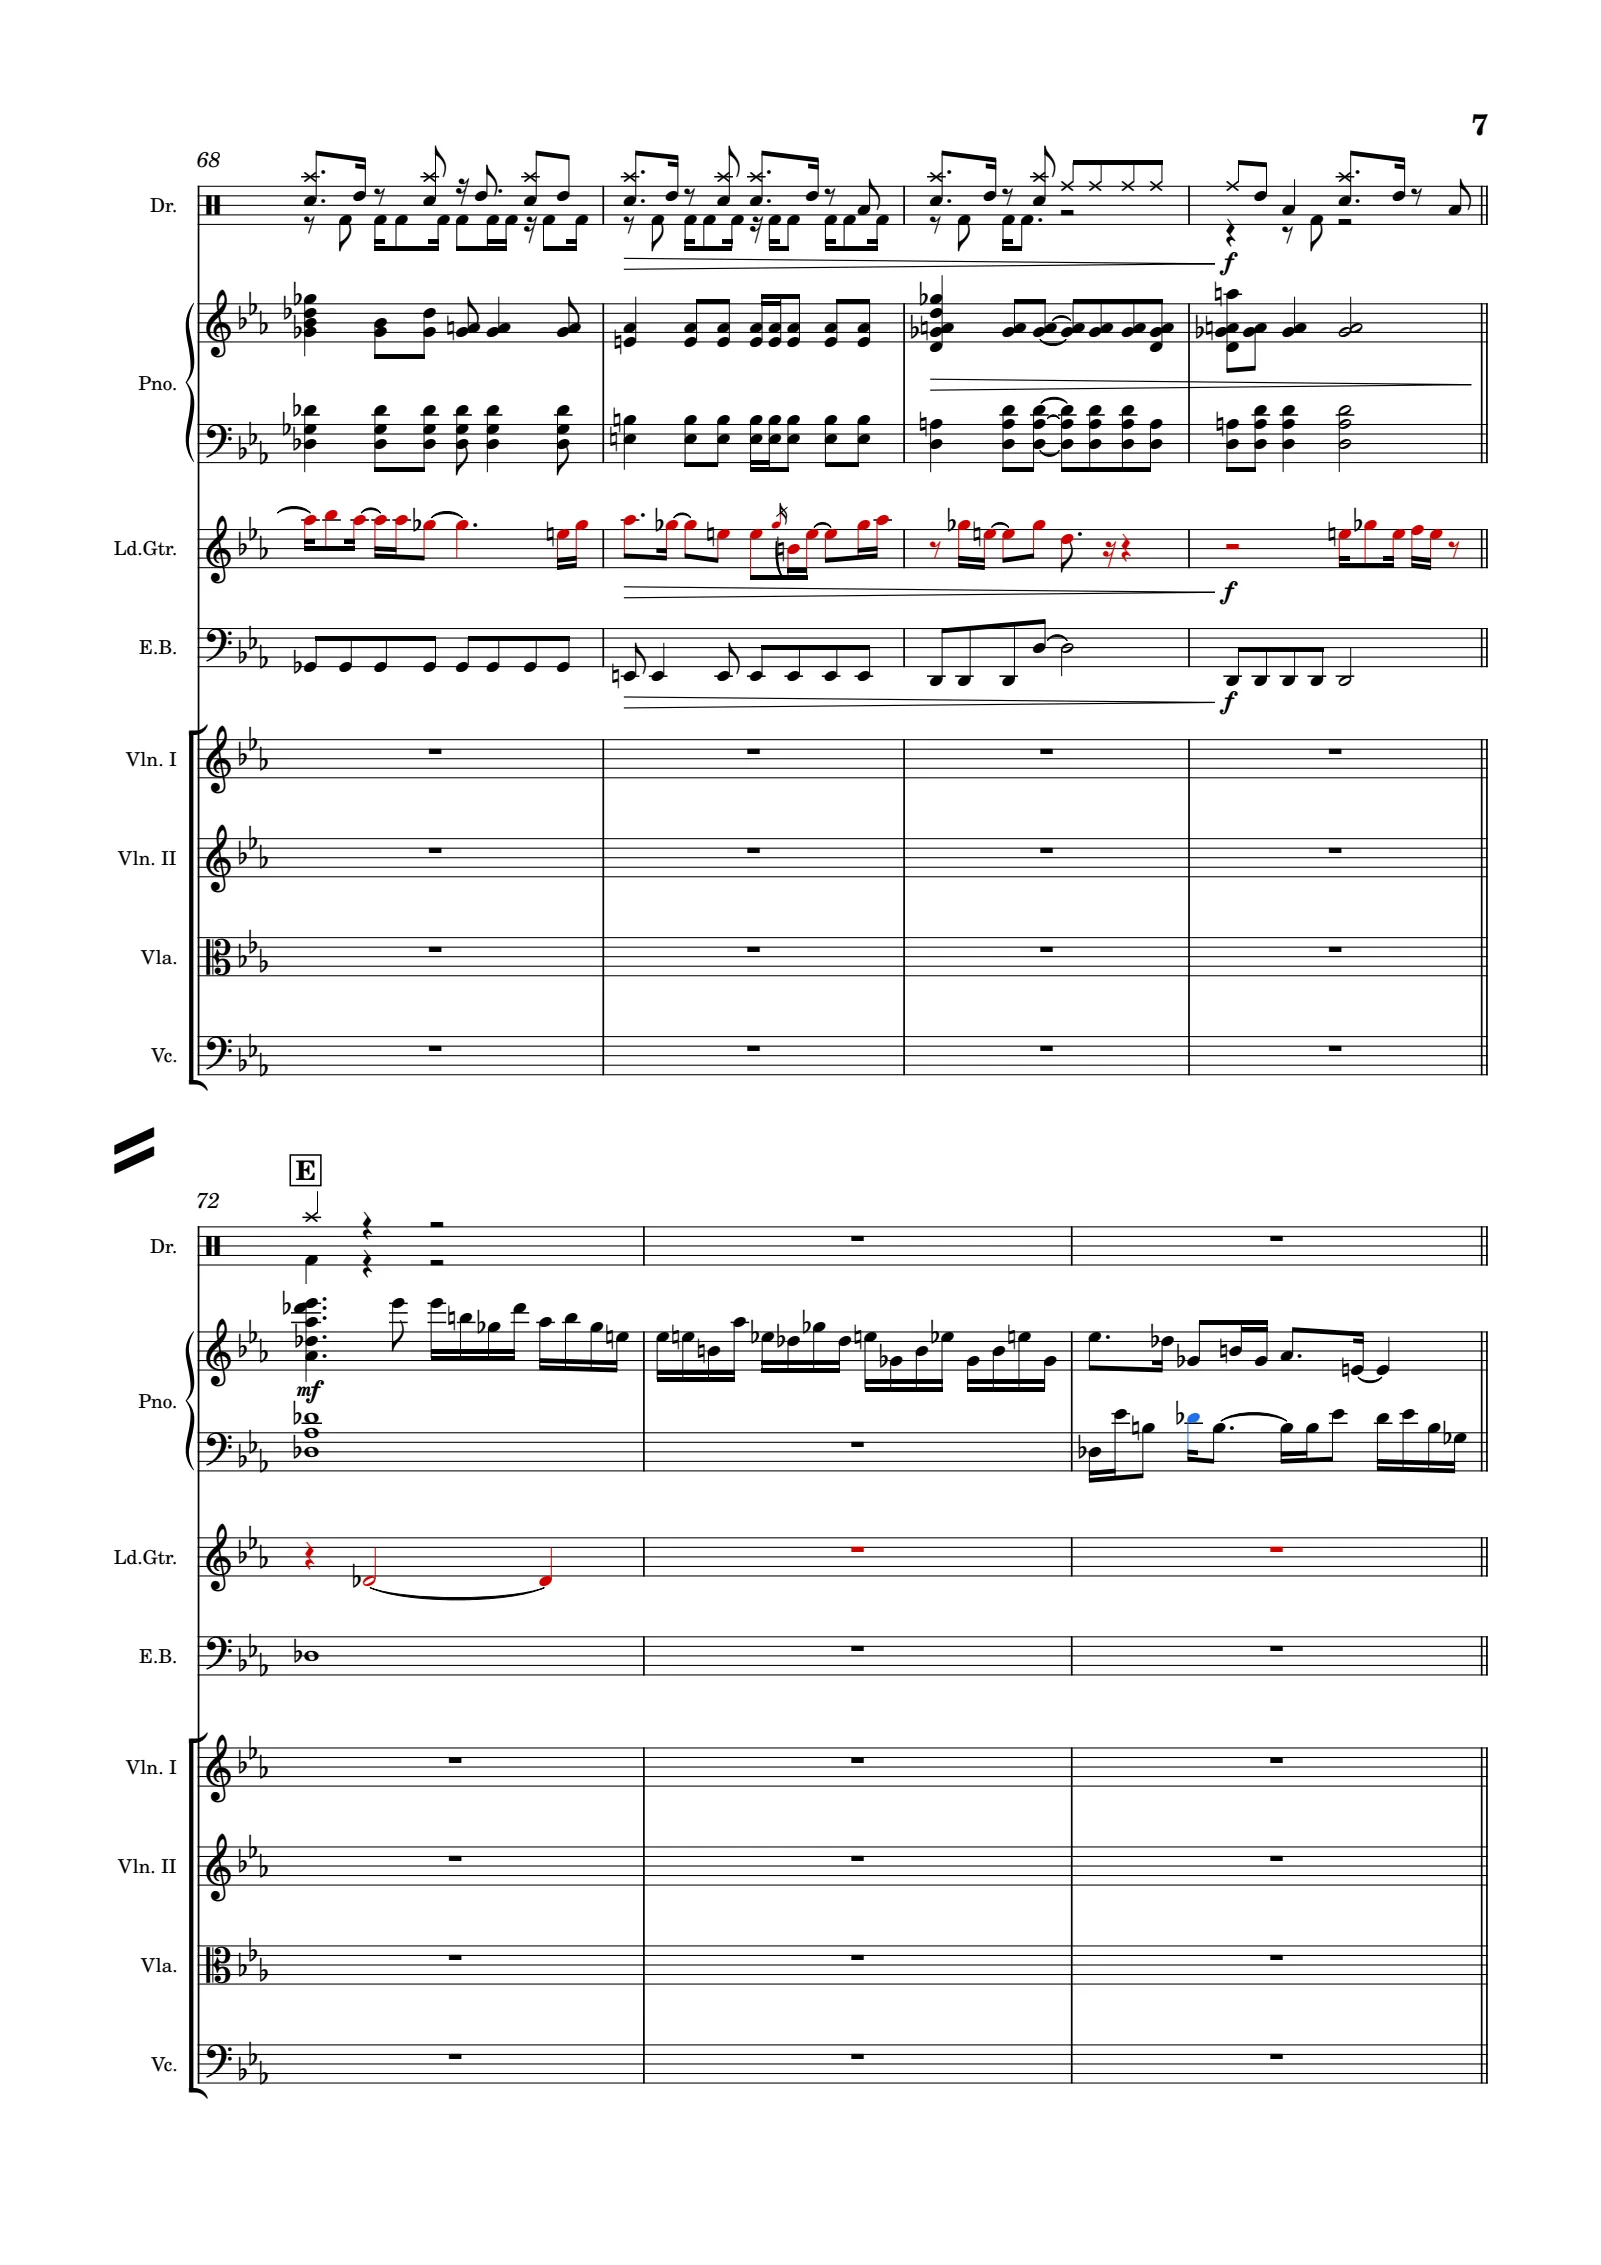 7
68
Dr.
Pno.
Ld.Gtr.
E.B.
Vln. I
Vln. II
Vla.
Vc.
f
f
f
E
72
Dr.
mf
Pno.
Ld.Gtr.
E.B.
Vln. I
Vln. II
Vla.
Vc.